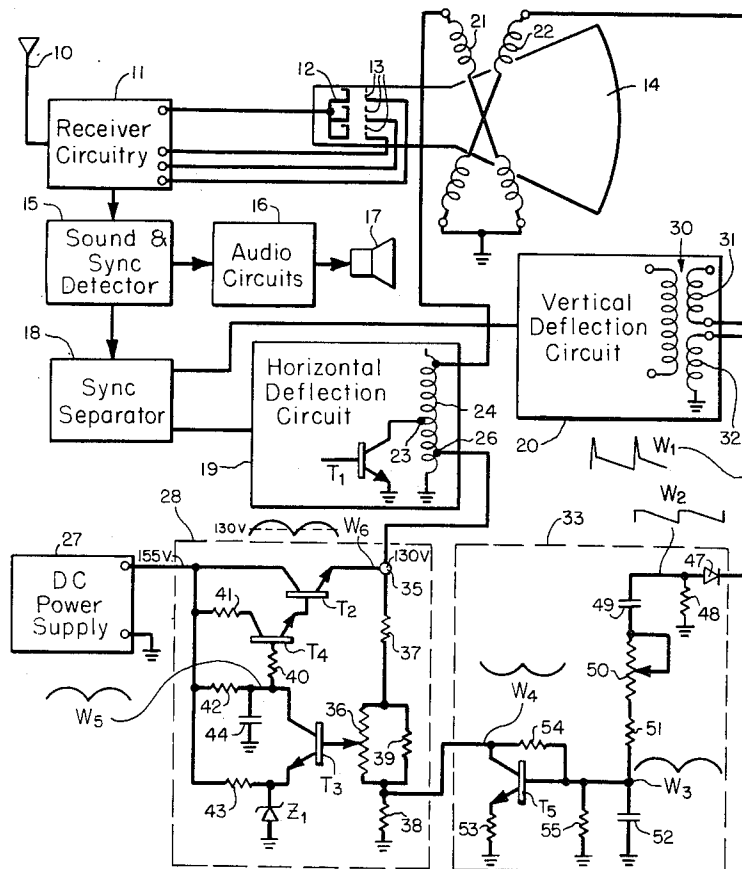 10
11
12
13
21
22
14
Receiver
Circuitry
15
16
17
Sound &
Sync
Detector
Audio
Circuits
30
31
18
Sync
Separator
Horizontal
Deflection
Circuit
Vertical
Deflection
Circuit
24
23
26
32
19
T1
20
W1
28
130V
W6
W2
33
27
155V
130V
35
47
DC
Power
Supply
41
T2
49
48
T4
37
40
50
W5
42
W4
44
36
39
54
51
T3
W3
43
Z1
38
T5
53
55
52